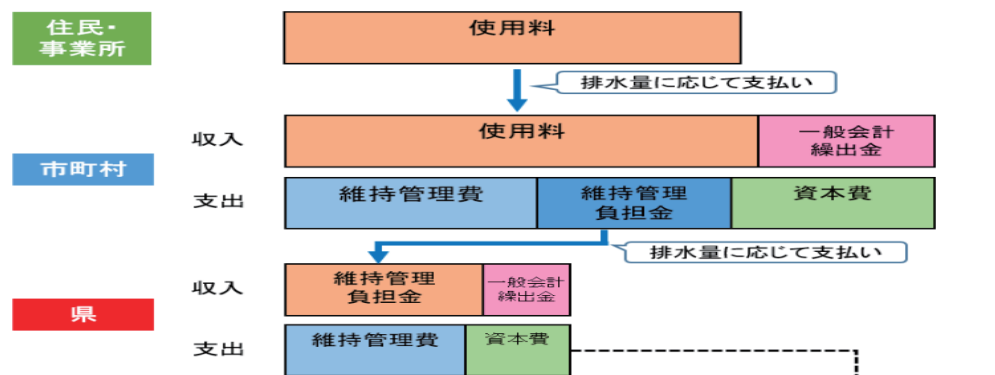 住民・
事業所
使用料
排水量に応じて支払い
市町村
収入
使用料
一般会計
繰出金
支出
維持管理費
維持管理
負担金
資本費
排水量に応じて支払い
県
収入
維持管理
負担金
一般会計
繰出金
支出
維持管理費
資本費